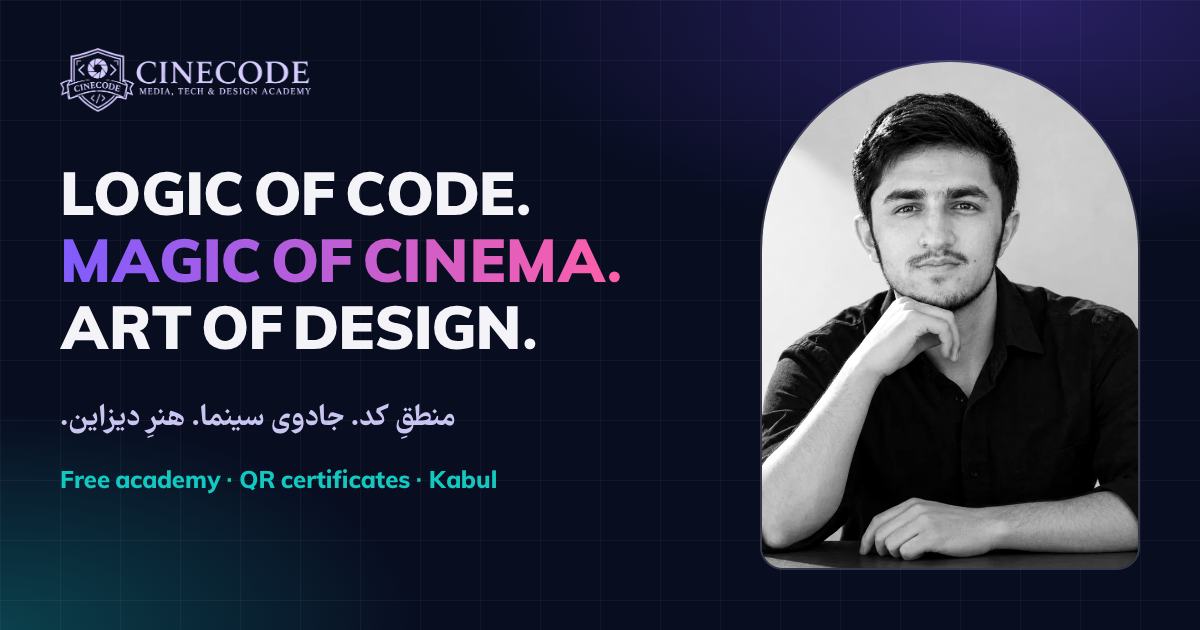 CINECODE
CINECODE
MEDIA, TECH & DESIGN ACADEMY
LOGIC OF CODE.
MAGIC OF CINEMA.
ART OF DESIGN.
منطقِ کد. جادوی سینما. هنرِ دیزاین.
Free academy · QR certificates · Kabul